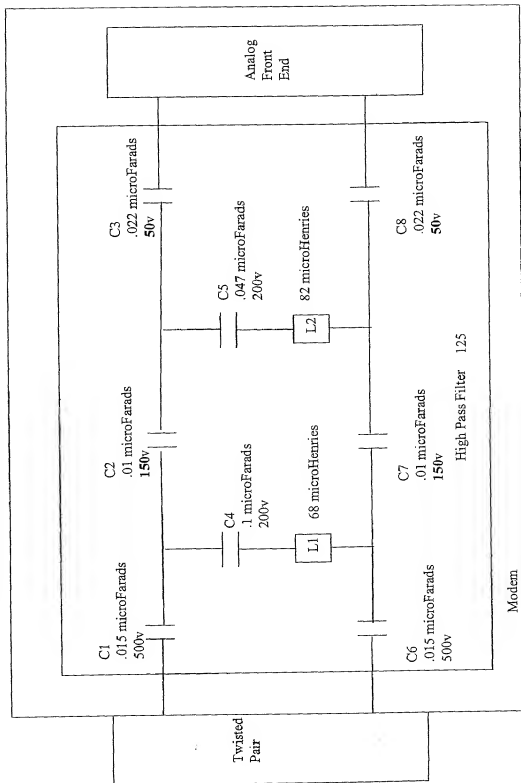 Twisted
Pair
C1
.015 microFarads
500v
C2
.01 microFarads
150v
C3
.022 microFarads
50v
C4
.1 microFarads
200v
L1
68 microHenries
C5
.047 microFarads
200v
L2
82 microHenries
C6
.015 microFarads
500v
C7
.01 microFarads
150v
C8
.022 microFarads
50v
High Pass Filter 125
Modem
Analog
Front
End